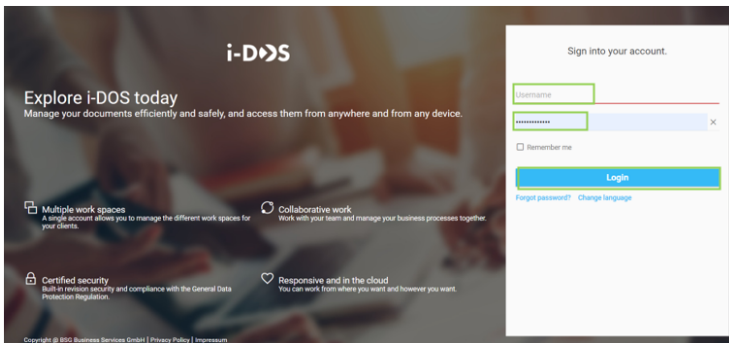 i-DOS
Explore i-DOS today
Manage your documents efficiently and safely, and access them from anywhere and from any device.
Multiple work spaces
A single account allows you to manage the different work spaces for
your clients.
Collaborative work
Work with your team and manage your business processes together.
Certified security
Built-in revision security and compliance with the General Data
Protection Regulation.
Responsive and in the cloud
You can work from where you want and however you want.
Copyright @ BSG Business Services GmbH | Privacy Policy | Impressum
Sign into your account.
Username
•••••••••••••
Remember me
Login
Forgot password? Change language